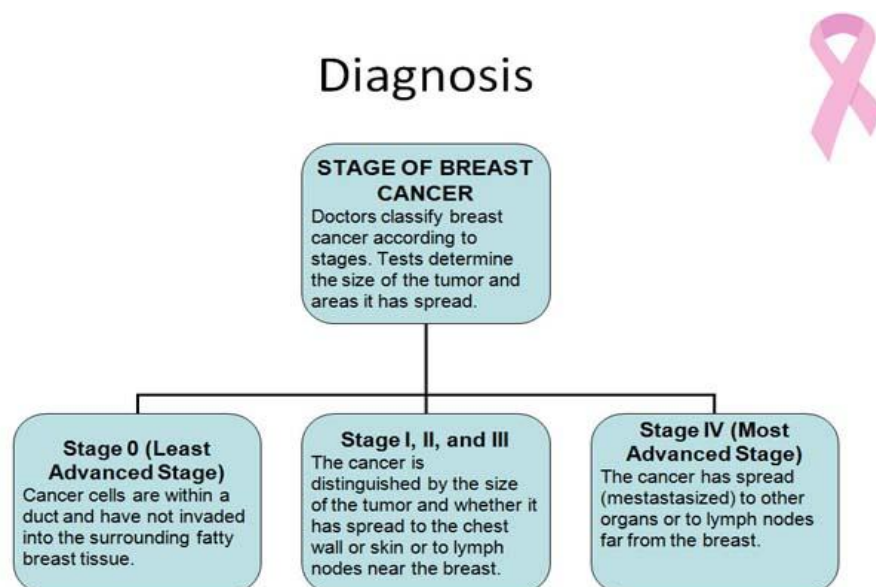 Diagnosis
STAGE OF BREAST
CANCER
Doctors classify breast
cancer according to
stages. Tests determine
the size of the tumor and
areas it has spread.
Stage 0 (Least
Advanced Stage)
Cancer cells are within a
duct and have not invaded
into the surrounding fatty
breast tissue.
Stage I, II, and III
The cancer is
distinguished by the size
of the tumor and whether it
has spread to the chest
wall or skin or to lymph
nodes near the breast.
Stage IV (Most
Advanced Stage)
The cancer has spread
(mestastasized) to other
organs or to lymph nodes
far from the breast.